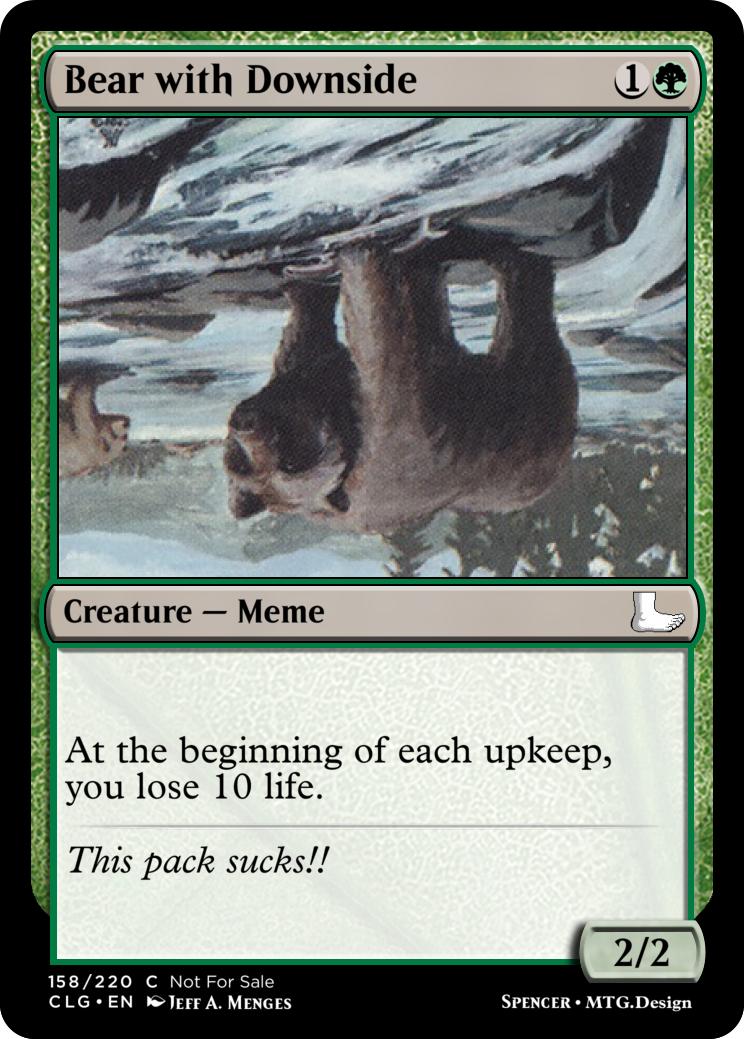 Bear with Downside 1
Creature — Meme
At the beginning of each upkeep,
you lose 10 life.
This pack sucks!!
2/2
158/220 C Not For Sale
CLG • EN Jeff A. Menges
Spencer • MTG.Design